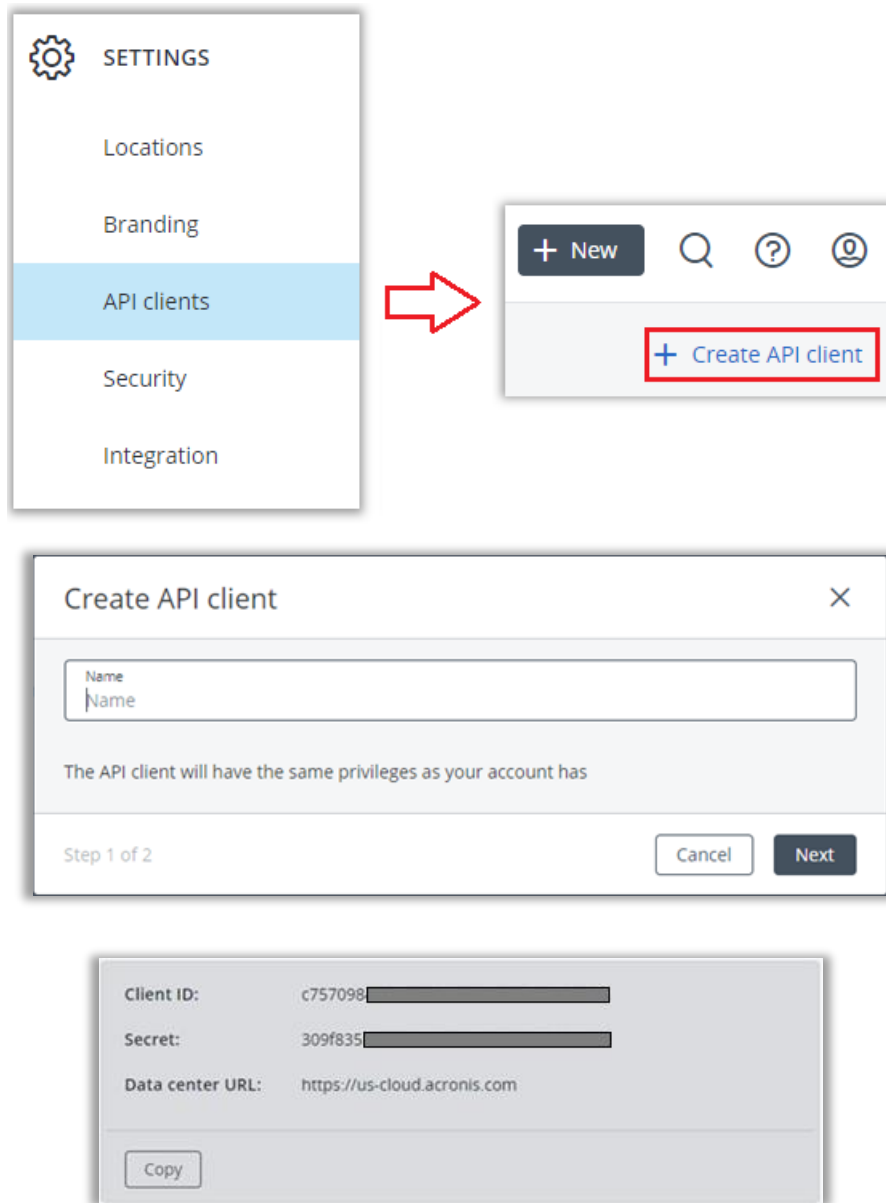 SETTINGS
Locations
Branding
API clients
Security
Integration
+ New
+ Create API client
Create API client
Name
Name
The API client will have the same privileges as your account has
Step 1 of 2
Cancel
Next
Client ID: c757098
Secret: 309f835
Data center URL: https://us-cloud.acronis.com
Copy